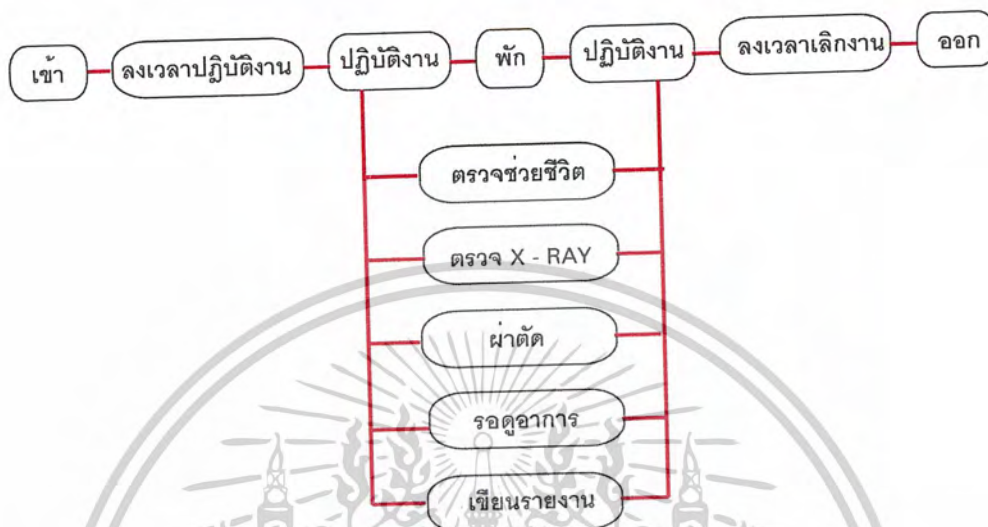 เข้า
ลงเวลาปฏิบัติงาน
ปฏิบัติงาน
พัก
ปฏิบัติงาน
ลงเวลาเลิกงาน
ออก
ตรวจช่วยชีวิต
ตรวจ X - RAY
ผ่าตัด
รอดูอาการ
เขียนรายงาน